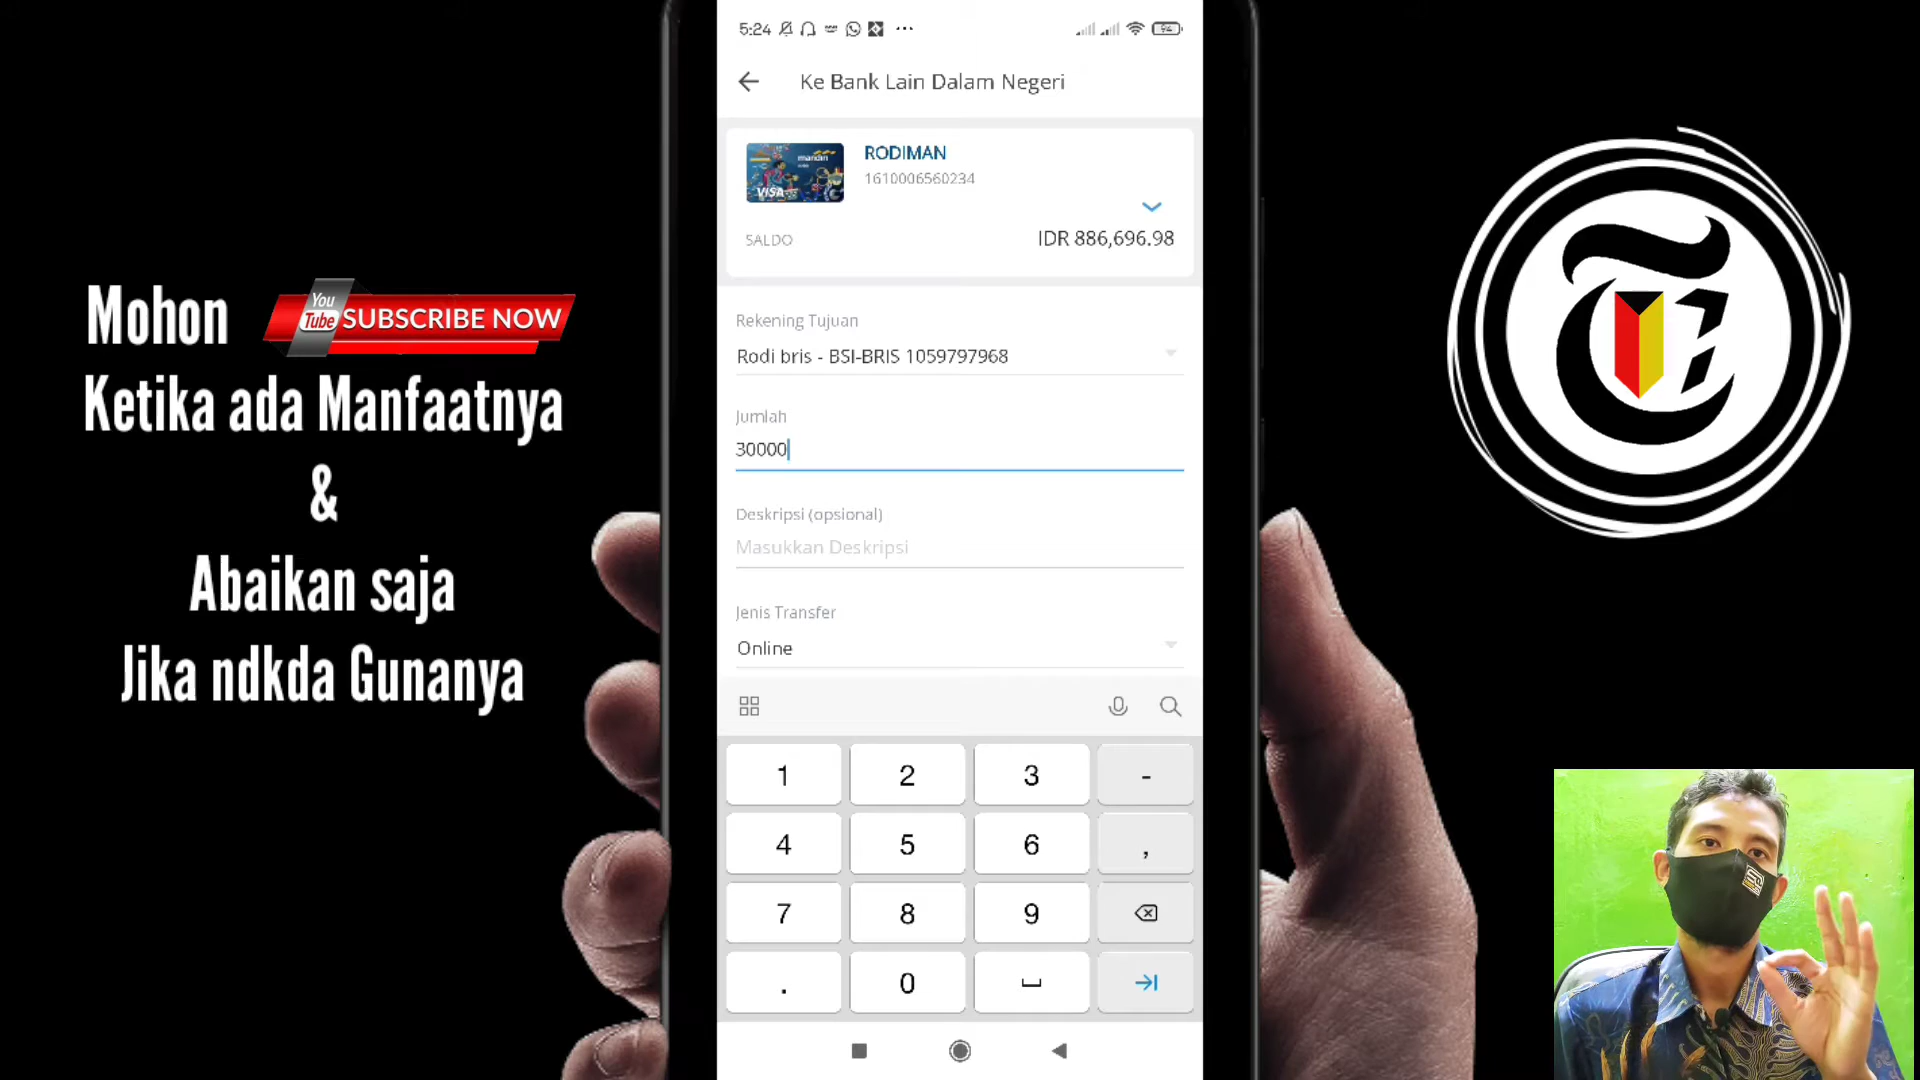 5:24
Ke Bank Lain Dalam Negeri
mandiri
VISA
RODIMAN
1610006560234
SALDO
IDR 886,696.98
Rekening Tujuan
Rodi bris - BSI-BRIS 1059797968
Jumlah
30000
Deskripsi (opsional)
Masukkan Deskripsi
Jenis Transfer
Online
1 2 3 -
4 5 6 ,
7 8 9
. 0
Mohon
You
Tube SUBSCRIBE NOW
Ketika ada Manfaatnya
&
Abaikan saja
Jika ndkda Gunanya